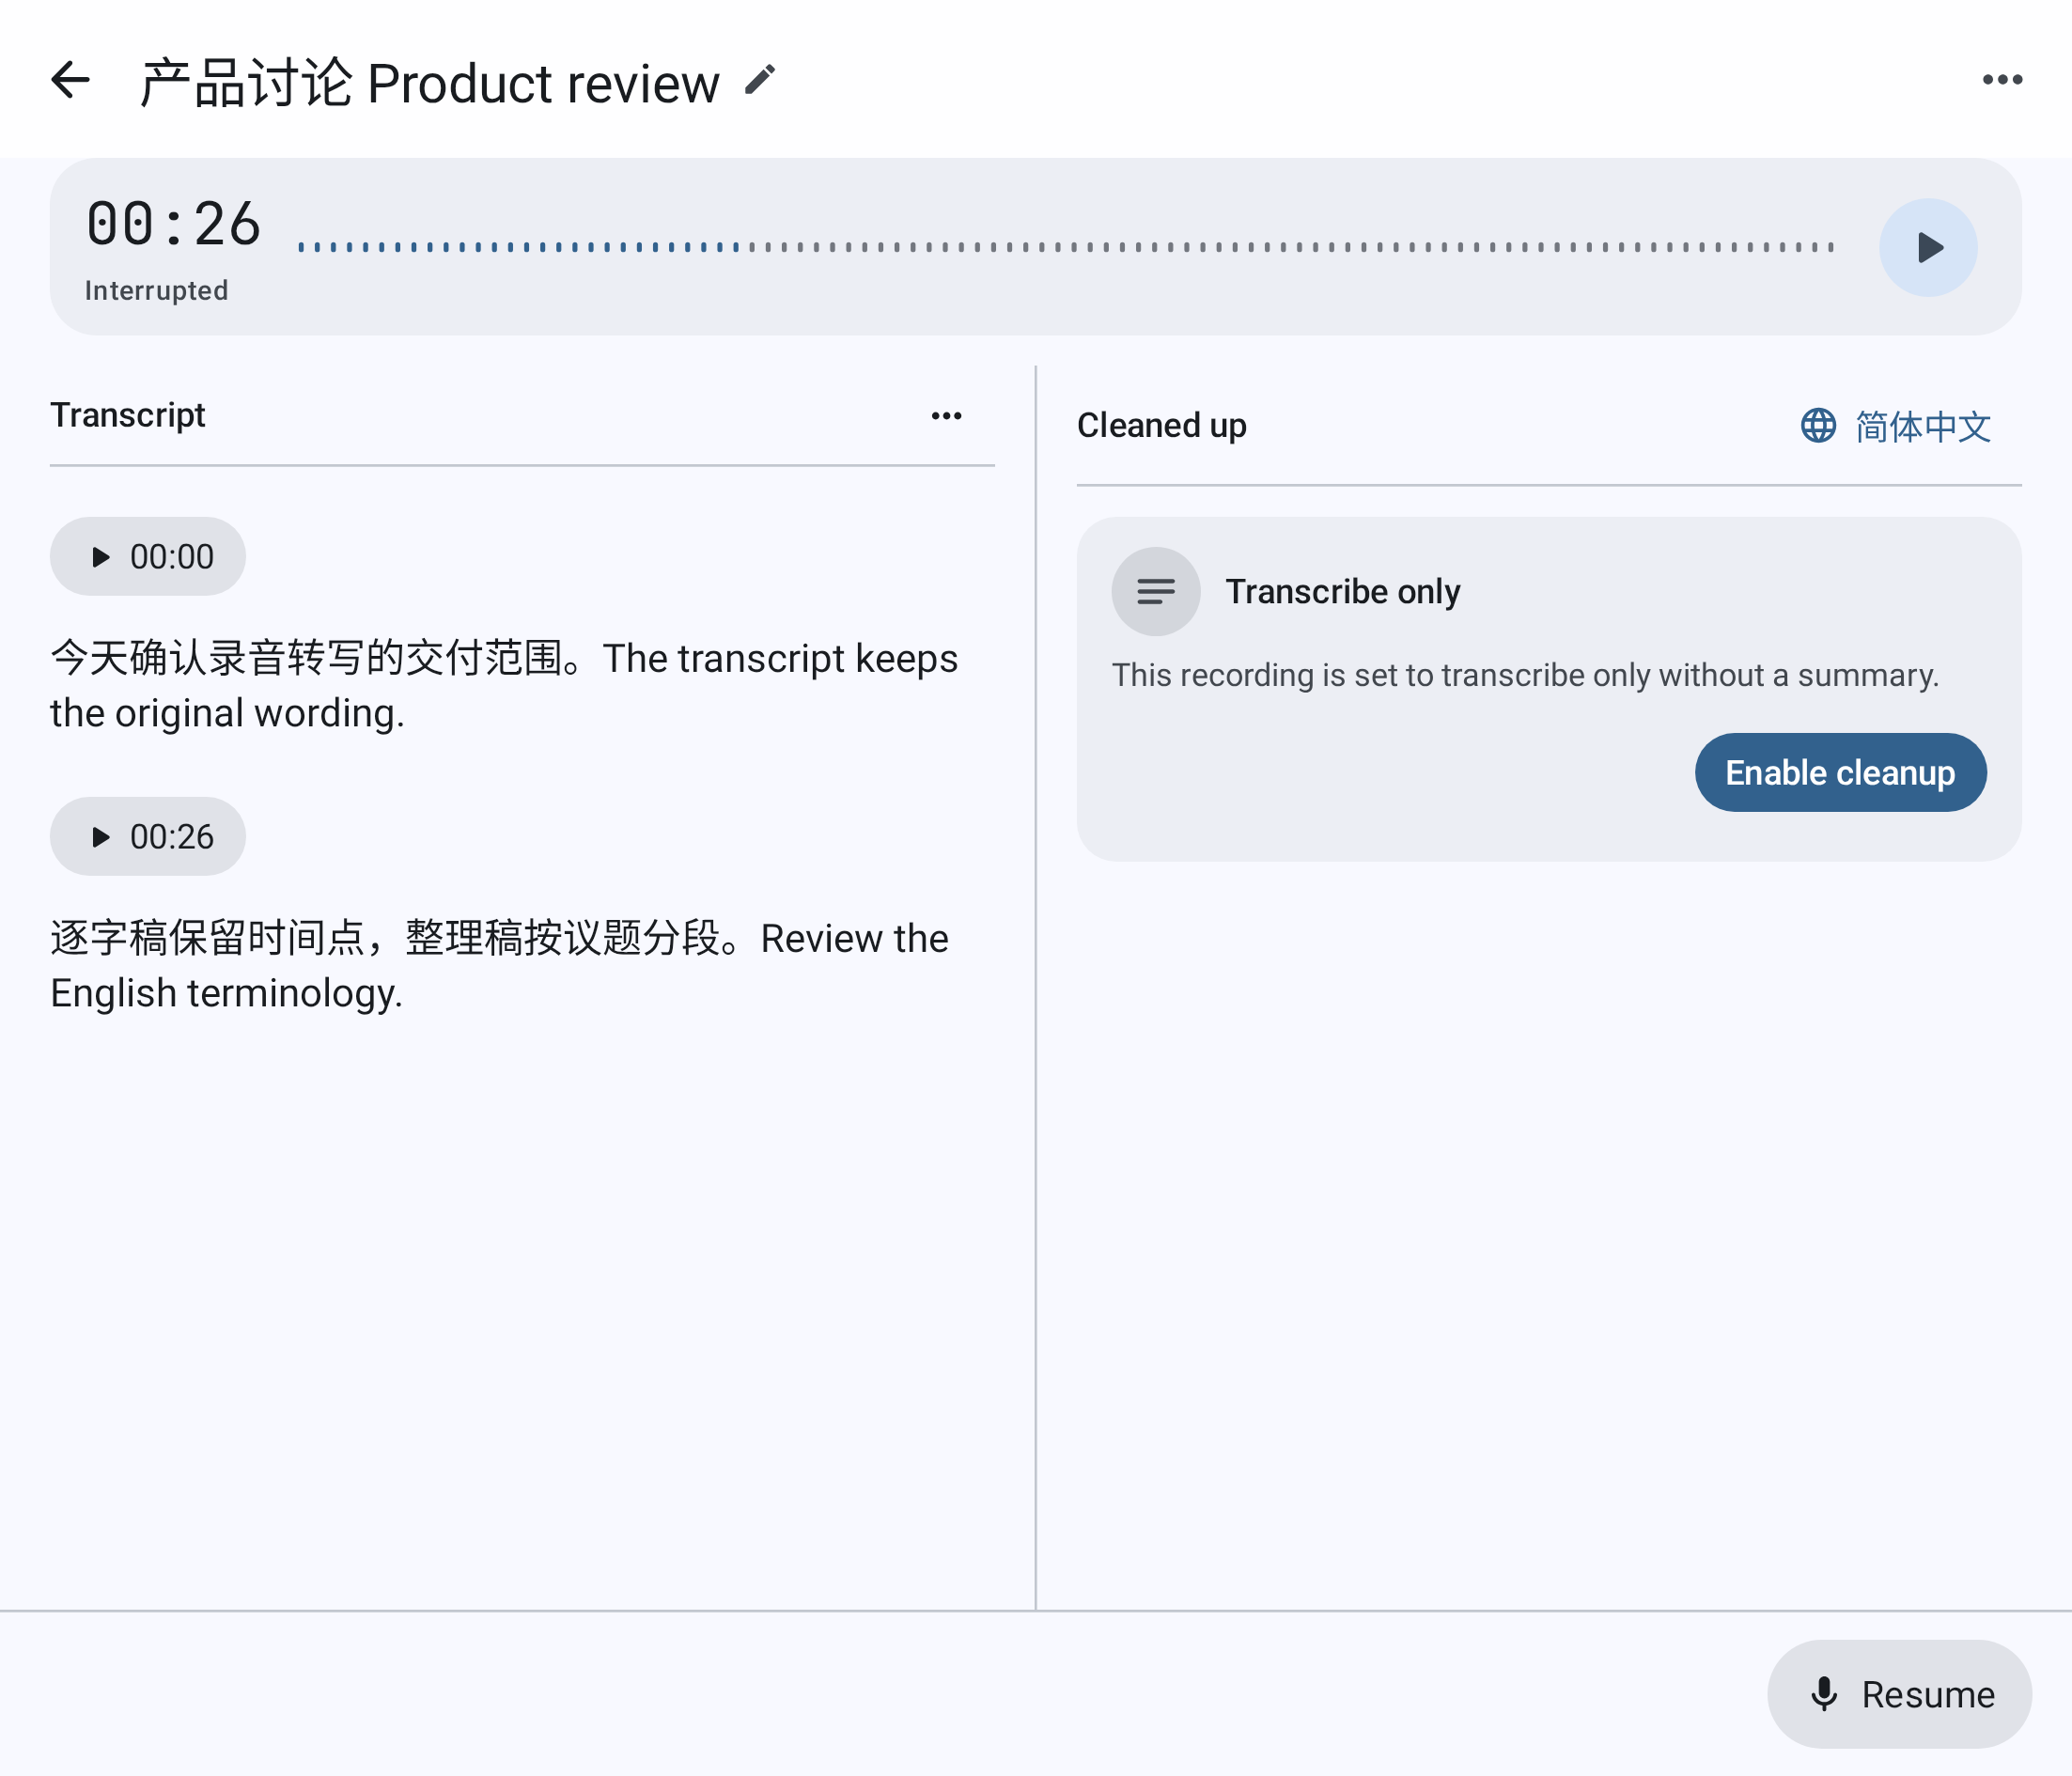 产品讨论 Product review
00:26
Interrupted
Transcript
00:00
今天确认录音转写的交付范围。The transcript keeps
the original wording.
00:26
逐字稿保留时间点，整理稿按议题分段。Review the
English terminology.
Cleaned up
简体中文
Transcribe only
This recording is set to transcribe only without a summary.
Enable cleanup
Resume